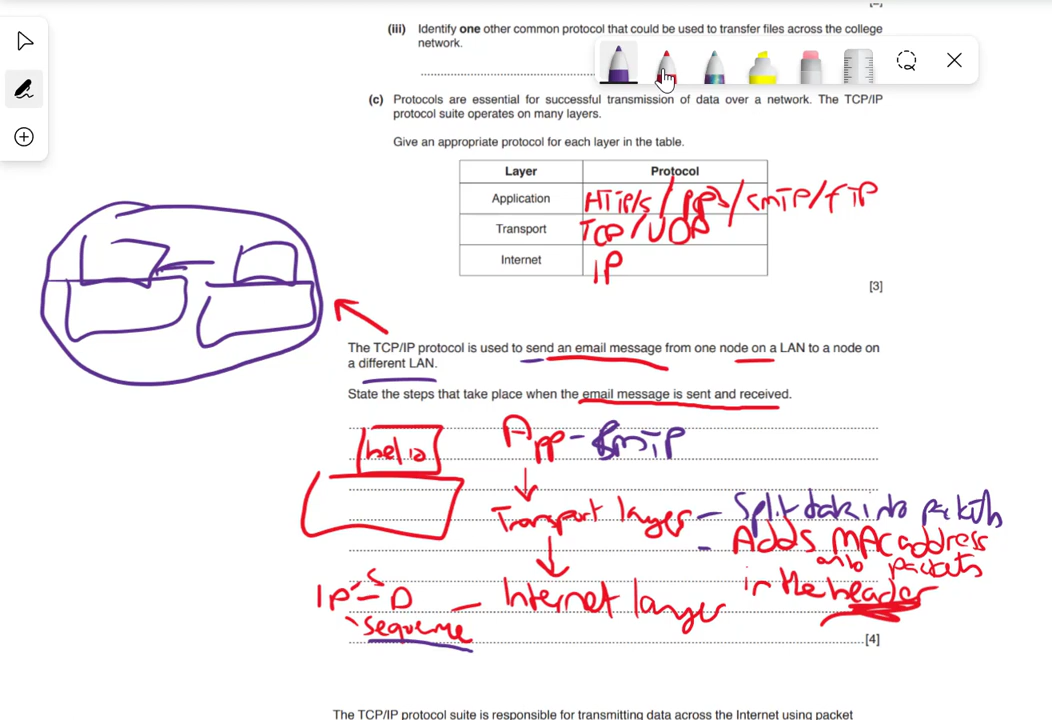 [–]
(iii) Identify one other common protocol that could be used to transfer files across the college
network.
(c) Protocols are essential for successful transmission of data over a network. The TCP/IP
protocol suite operates on many layers.
Give an appropriate protocol for each layer in the table.
Layer Protocol
Application HTTP/S / POP3 / SMTP / FTP
Transport TCP / UDP
Internet IP
[3]
The TCP/IP protocol is used to send an email message from one node on a LAN to a node on
a different LAN.
State the steps that take place when the email message is sent and received.
hello App - SMTP
Transport layer - Split data into packets
- Adds MAC address
onto packets
in the header
IP - S
- D - Internet layer
sequence
[4]
The TCP/IP protocol suite is responsible for transmitting data across the Internet using packet